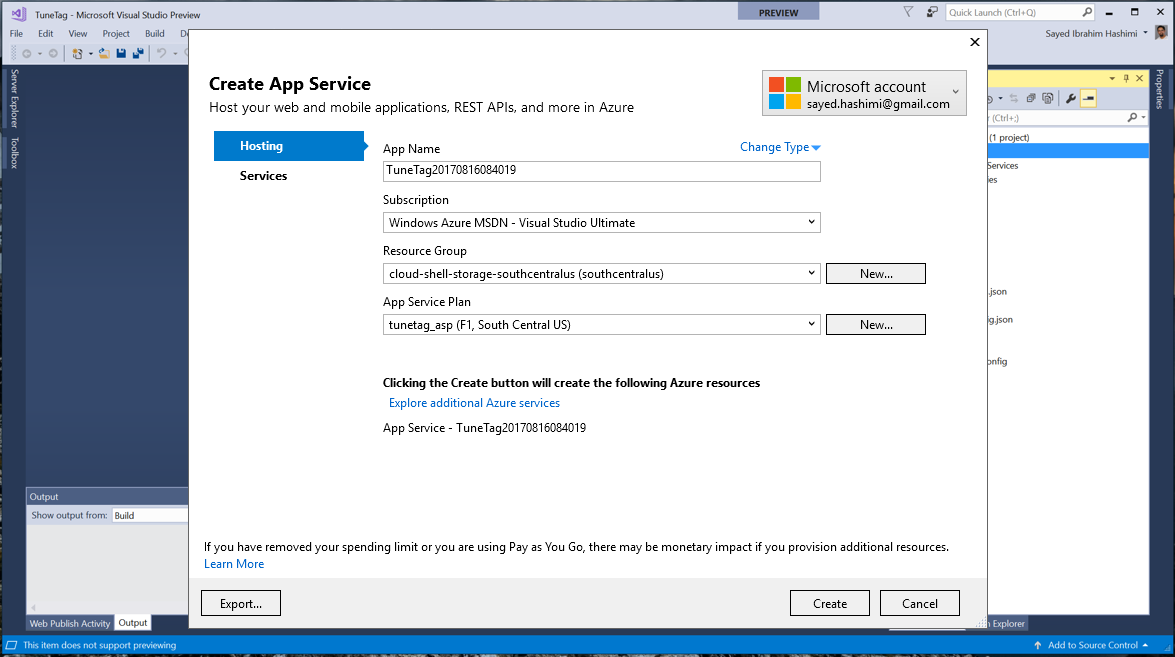 TuneTag - Microsoft Visual Studio Preview
PREVIEW
Quick Launch (Ctrl+Q)
File Edit View Project Build
Sayed Ibrahim Hashimi
Server Explorer
Toolbox
Create App Service
Host your web and mobile applications, REST APIs, and more in Azure
Microsoft account
sayed.hashimi@gmail.com
Hosting
Services
App Name
Change Type
TuneTag20170816084019
Subscription
Windows Azure MSDN - Visual Studio Ultimate
Resource Group
cloud-shell-storage-southcentralus (southcentralus)
New...
App Service Plan
tunetag_asp (F1, South Central US)
New...
Clicking the Create button will create the following Azure resources
Explore additional Azure services
App Service - TuneTag20170816084019
If you have removed your spending limit or you are using Pay as You Go, there may be monetary impact if you provision additional resources.
Learn More
Export...
Create
Cancel
Properties
(Ctrl+;)
(1 project)
Services
.json
ig.json
onfig
Output
Show output from: Build
Web Publish Activity Output
Explorer
This item does not support previewing
Add to Source Control